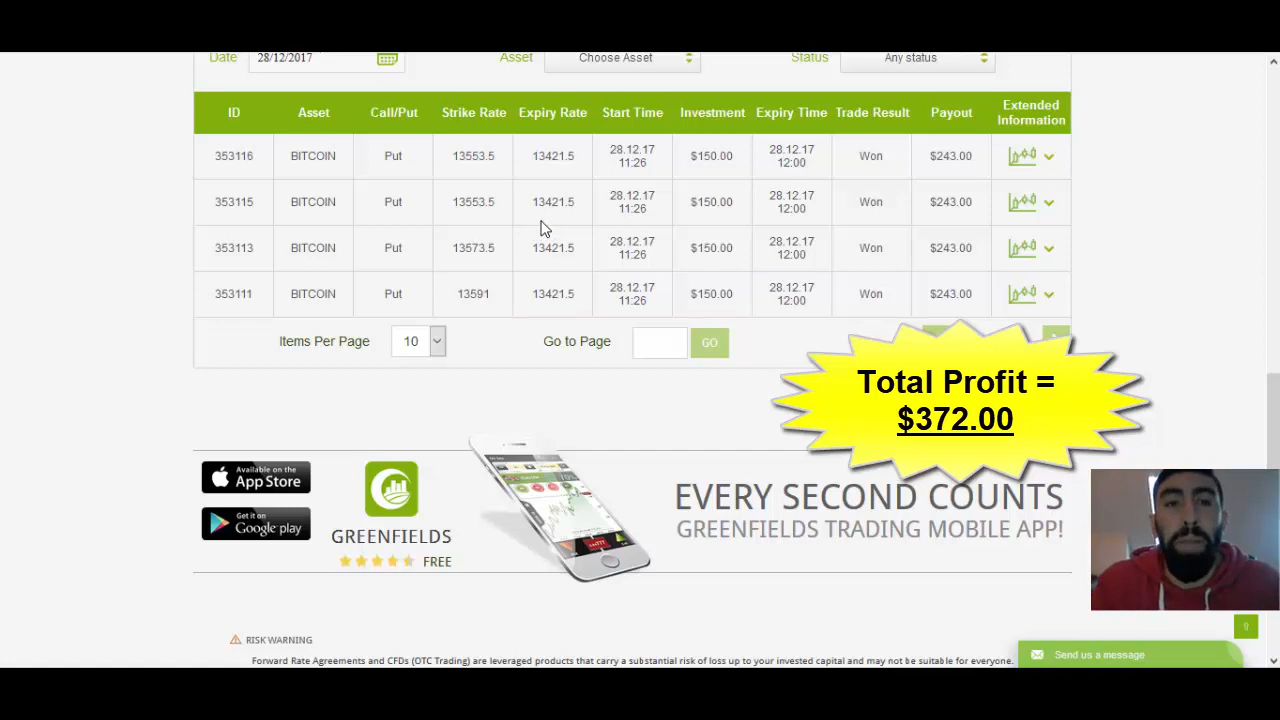 Date 28/12/2017 Asset Choose Asset Status Any status
ID Asset Call/Put Strike Rate Expiry Rate Start Time Investment Expiry Time Trade Result Payout Extended Information
353116 BITCOIN Put 13553.5 13421.5 28.12.17 11:26 $150.00 28.12.17 12:00 Won $243.00
353115 BITCOIN Put 13553.5 13421.5 28.12.17 11:26 $150.00 28.12.17 12:00 Won $243.00
353113 BITCOIN Put 13573.5 13421.5 28.12.17 11:26 $150.00 28.12.17 12:00 Won $243.00
353111 BITCOIN Put 13591 13421.5 28.12.17 11:26 $150.00 28.12.17 12:00 Won $243.00
Items Per Page 10 Go to Page GO
Total Profit =
$372.00
Available on the
App Store
Get it on
Google play
GREENFIELDS
FREE
EVERY SECOND COUNTS
GREENFIELDS TRADING MOBILE APP!
RISK WARNING
Forward Rate Agreements and CFDs (OTC Trading) are leveraged products that carry a substantial risk of loss up to your invested capital and may not be suitable for everyone.
Send us a message